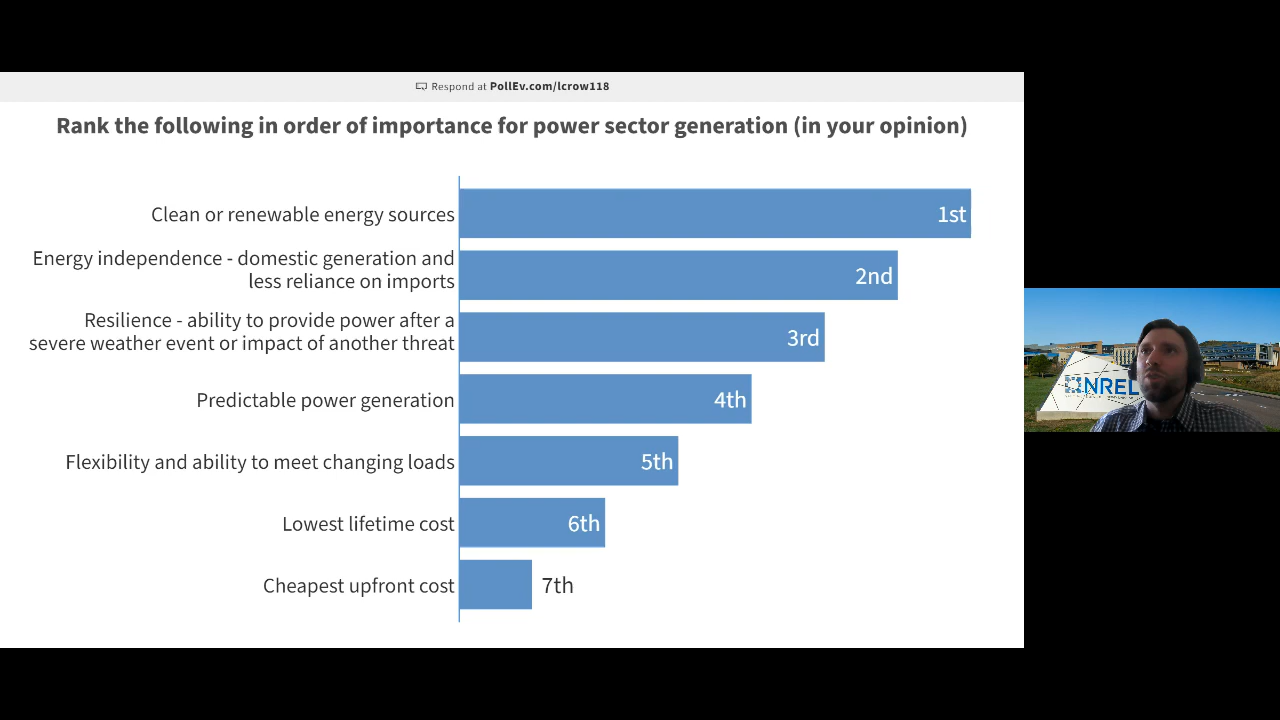 Respond at PollEv.com/lcrow118
Rank the following in order of importance for power sector generation (in your opinion)
Clean or renewable energy sources
1st
Energy independence - domestic generation and
less reliance on imports
2nd
Resilience - ability to provide power after a
severe weather event or impact of another threat
3rd
Predictable power generation
4th
Flexibility and ability to meet changing loads
5th
Lowest lifetime cost
6th
Cheapest upfront cost
7th
NREL